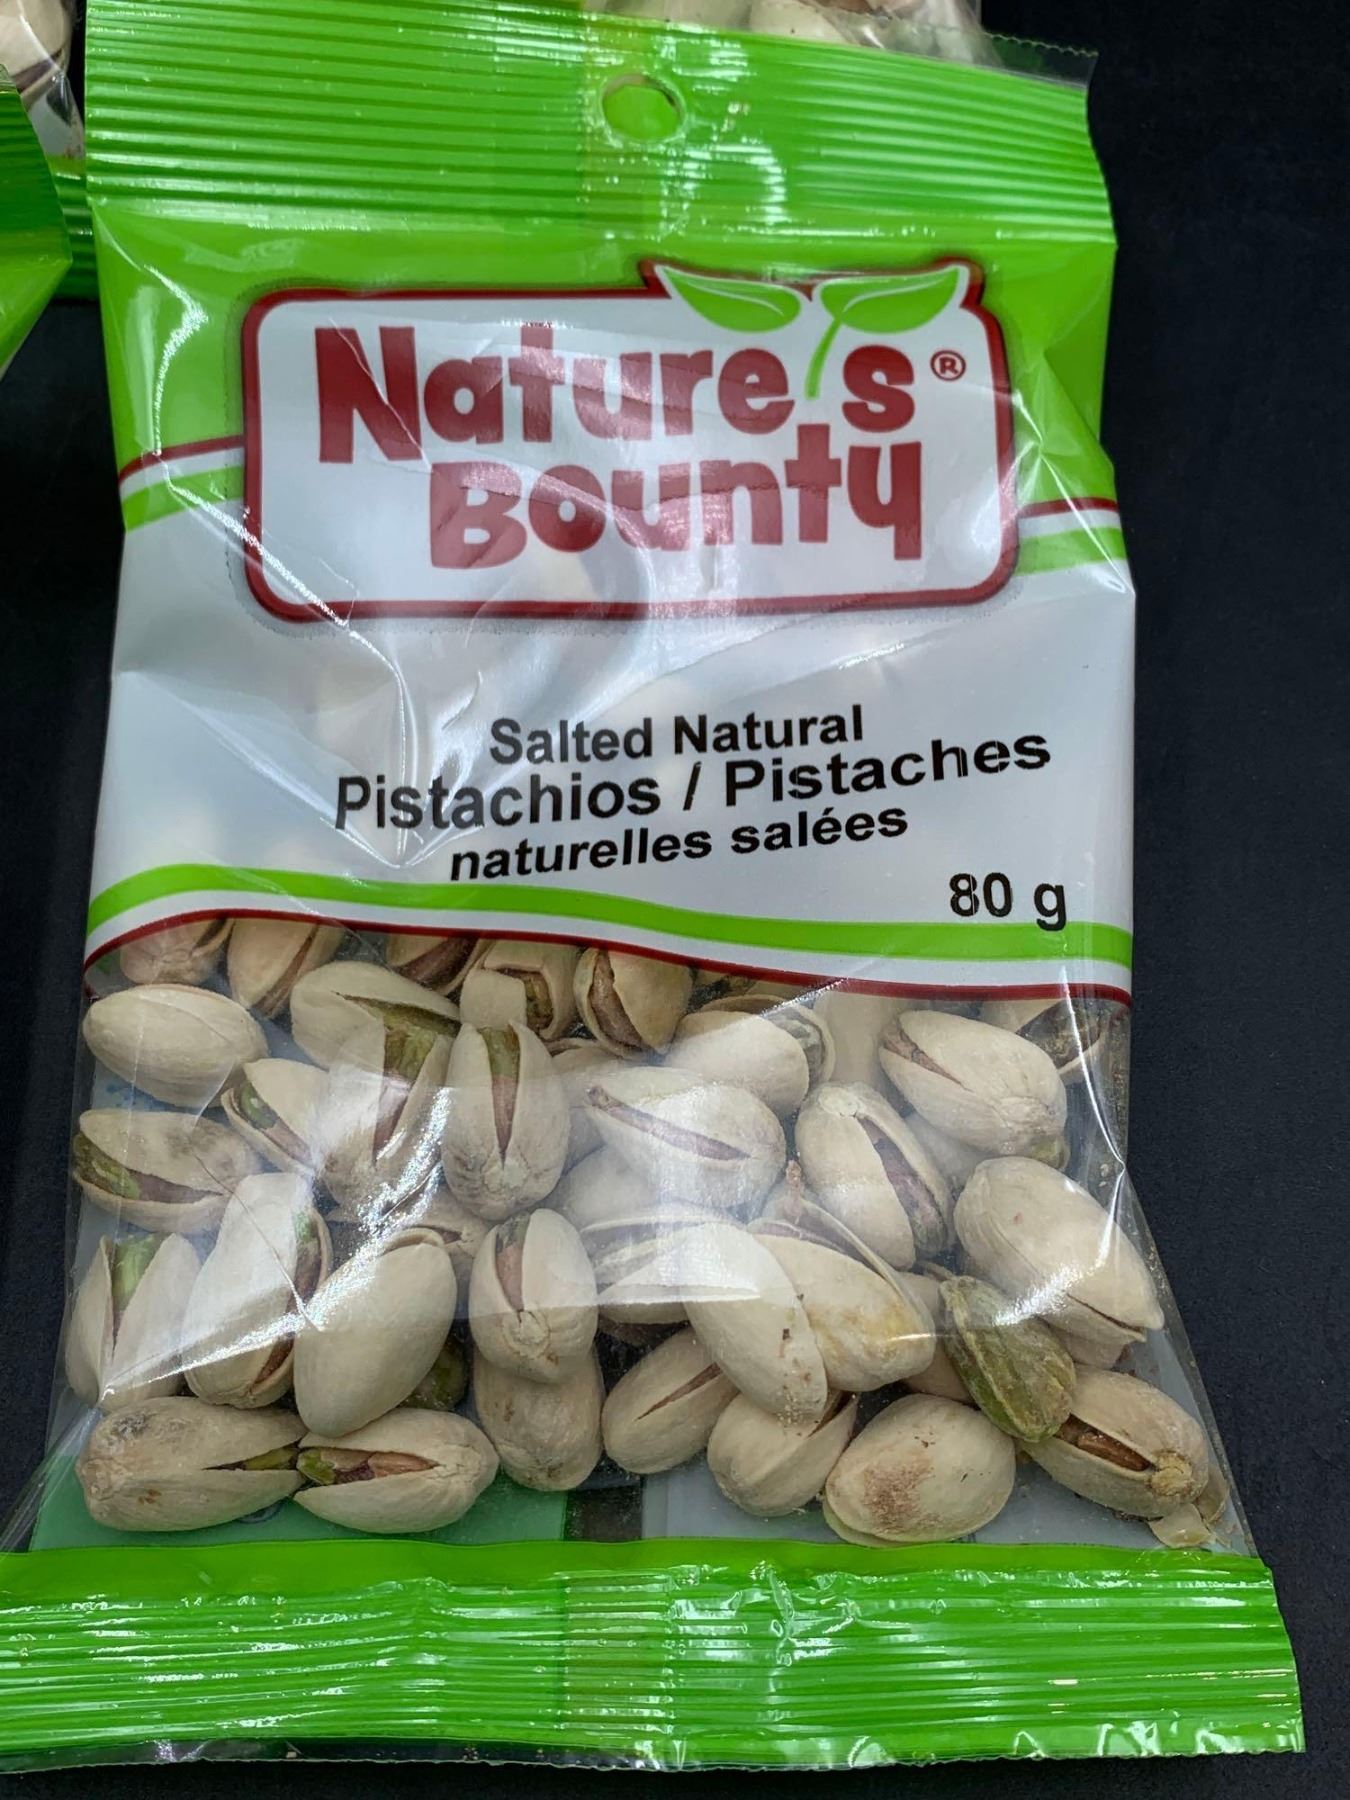 Nature's®
Bounty
Salted Natural
Pistachios / Pistaches
naturelles salées
80 g